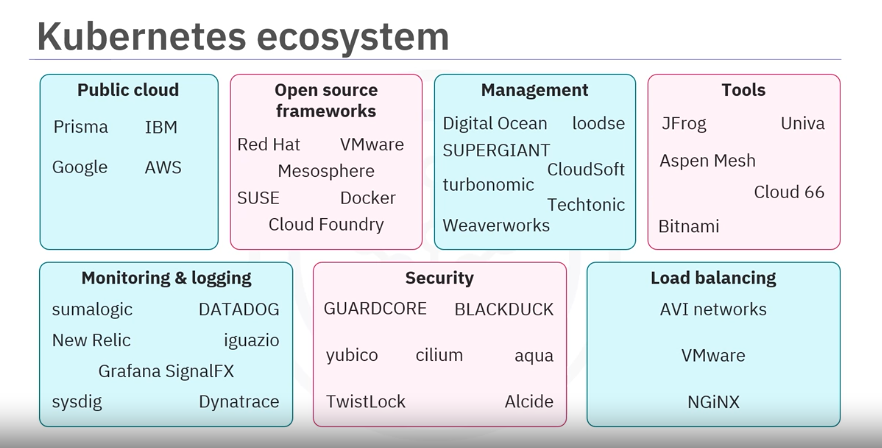 Kubernetes ecosystem
Public cloud
Prisma IBM
Google AWS
Open source
frameworks
Red Hat VMware
Mesosphere
SUSE Docker
Cloud Foundry
Management
Digital Ocean loodse
SUPERGIANT
CloudSoft
turbonomic
Techtonic
Weaverworks
Tools
JFrog Univa
Aspen Mesh
Cloud 66
Bitnami
Monitoring & logging
sumalogic DATADOG
New Relic iguazio
Grafana SignalFX
sysdig Dynatrace
Security
GUARDCORE BLACKDUCK
yubico cilium aqua
TwistLock Alcide
Load balancing
AVI networks
VMware
NGiNX